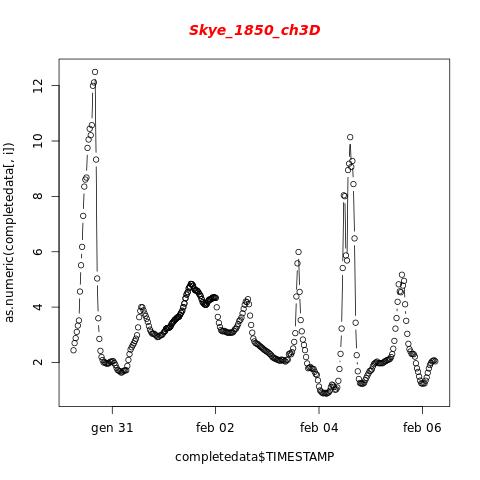 Skye_1850_ch3D
as.numeric(completedata[, i])
12
10
8
6
4
2
gen 31
feb 02
feb 04
feb 06
completedata$TIMESTAMP